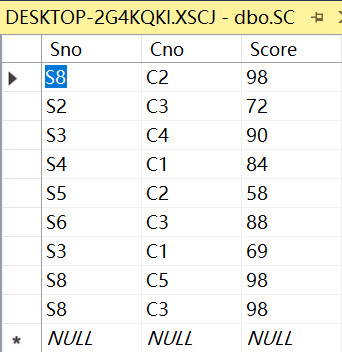 DESKTOP-2G4KQKI.XSCJ - dbo.SC
Sno Cno Score
S8 C2 98
S2 C3 72
S3 C4 90
S4 C1 84
S5 C2 58
S6 C3 88
S3 C1 69
S8 C5 98
S8 C3 98
* NULL NULL NULL